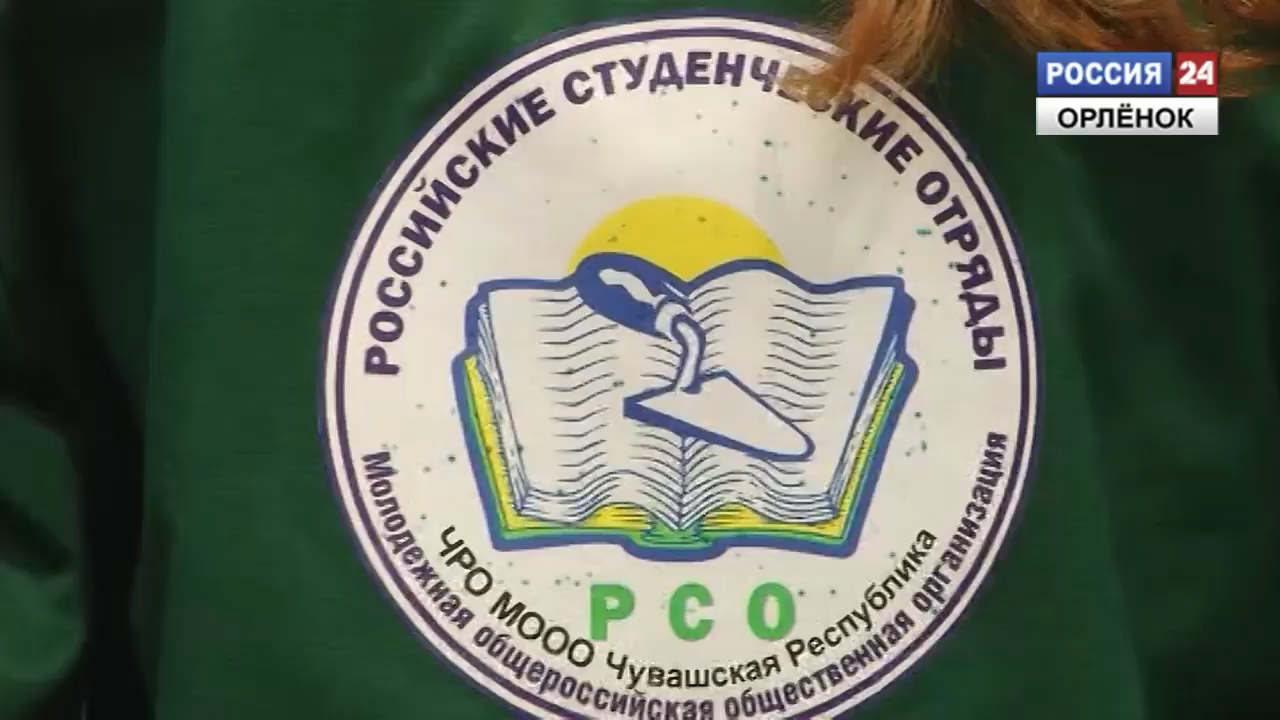 РОССИЯ 24
ОРЛЁНОК
РОССИЙСКИЕ СТУДЕНЧЕСКИЕ ОТРЯДЫ
РСО
ЧРО МООО Чувашская Республика
Молодежная общероссийская общественная организация